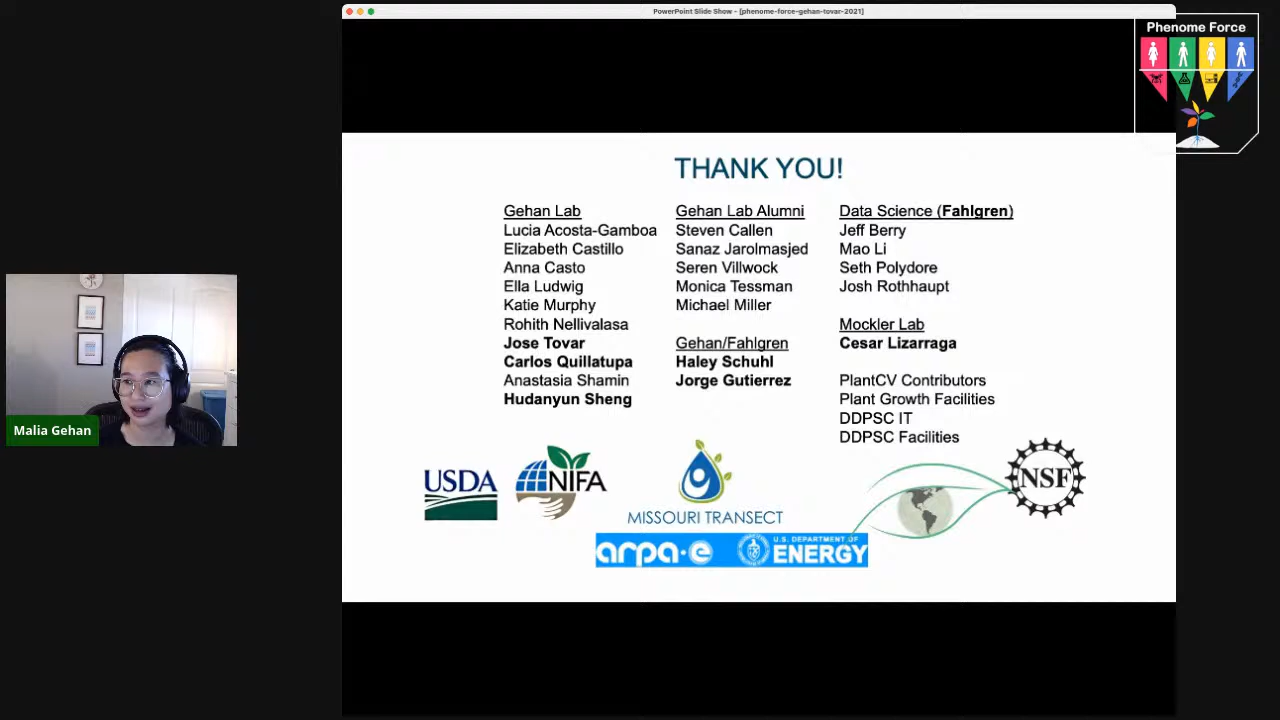 PowerPoint Slide Show - [phenome-force-gehan-tovar-2021]
Phenome Force
THANK YOU!
Gehan Lab
Lucia Acosta-Gamboa
Elizabeth Castillo
Anna Casto
Ella Ludwig
Katie Murphy
Rohith Nellivalasa
Jose Tovar
Carlos Quillatupa
Anastasia Shamin
Hudanyun Sheng
Gehan Lab Alumni
Steven Callen
Sanaz Jarolmasjed
Seren Villwock
Monica Tessman
Michael Miller
Gehan/Fahlgren
Haley Schuhl
Jorge Gutierrez
Data Science (Fahlgren)
Jeff Berry
Mao Li
Seth Polydore
Josh Rothhaupt
Mockler Lab
Cesar Lizarraga
PlantCV Contributors
Plant Growth Facilities
DDPSC IT
DDPSC Facilities
Malia Gehan
USDA
NIFA
MISSOURI TRANSECT
NSF
arpa·e
U.S. DEPARTMENT OF
ENERGY